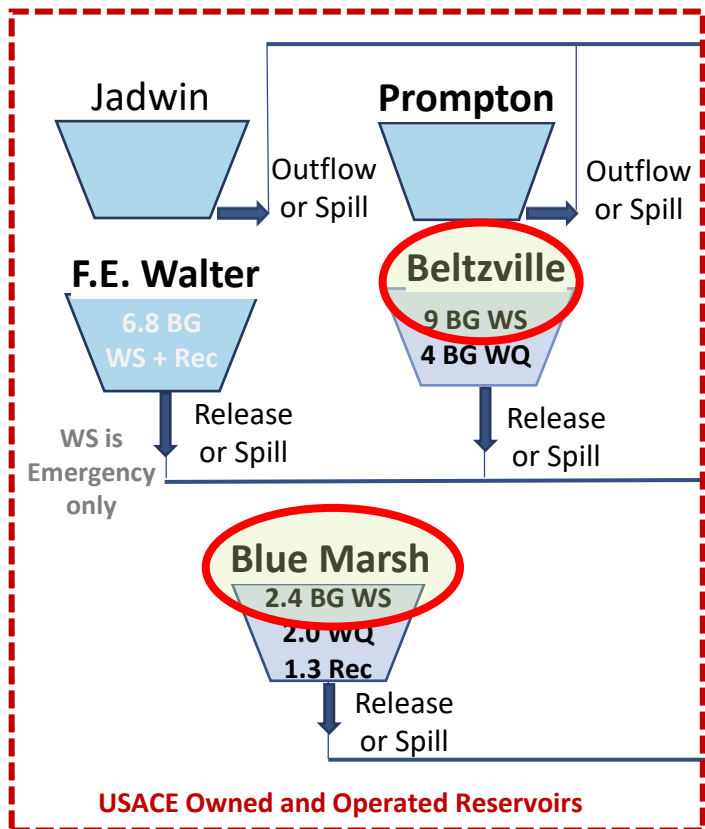 Jadwin
Outflow
or Spill
Prompton
Outflow
or Spill
F.E. Walter
6.8 BG
WS + Rec
Release
or Spill
WS is
Emergency
only
Beltzville
9 BG WS
4 BG WQ
Release
or Spill
Blue Marsh
2.4 BG WS
2.0 WQ
1.3 Rec
Release
or Spill
USACE Owned and Operated Reservoirs